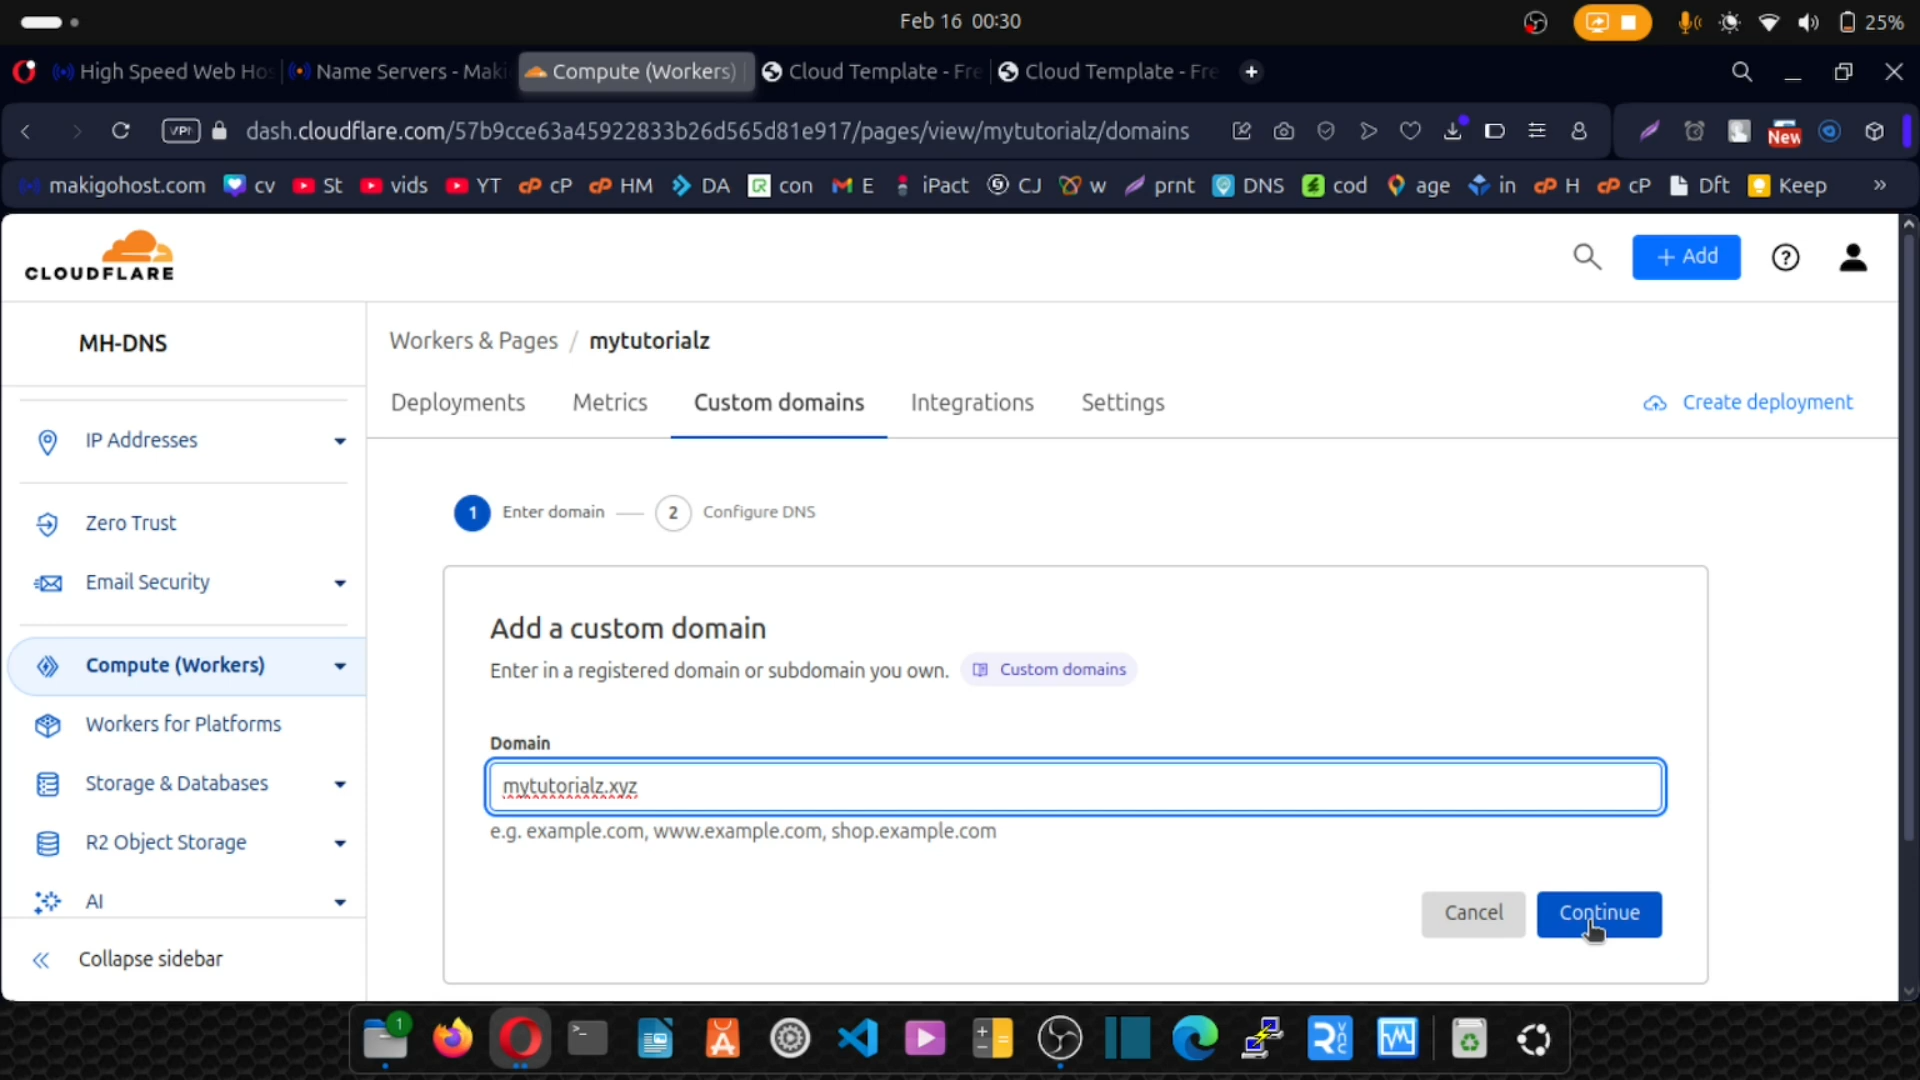 Feb 16 00:30
25%
High Speed Web Hos
Name Servers - Maki
Compute (Workers)
Cloud Template - Fre
Cloud Template - Fre
VPN
dash.cloudflare.com/57b9cce63a45922833b26d565d81e917/pages/view/mytutorialz/domains
New
makigohost.com
cv
St
vids
YT
cP
HM
DA
con
E
iPact
CJ
w
prnt
DNS
cod
age
in
H
cP
Dft
Keep
»
CLOUDFLARE
+ Add
MH-DNS
IP Addresses
Zero Trust
Email Security
Compute (Workers)
Workers for Platforms
Storage & Databases
R2 Object Storage
AI
Collapse sidebar
Workers & Pages / mytutorialz
Deployments
Metrics
Custom domains
Integrations
Settings
Create deployment
1 Enter domain
2 Configure DNS
Add a custom domain
Enter in a registered domain or subdomain you own.
Custom domains
Domain
mytutorialz.xyz
e.g. example.com, www.example.com, shop.example.com
Cancel
Continue
1